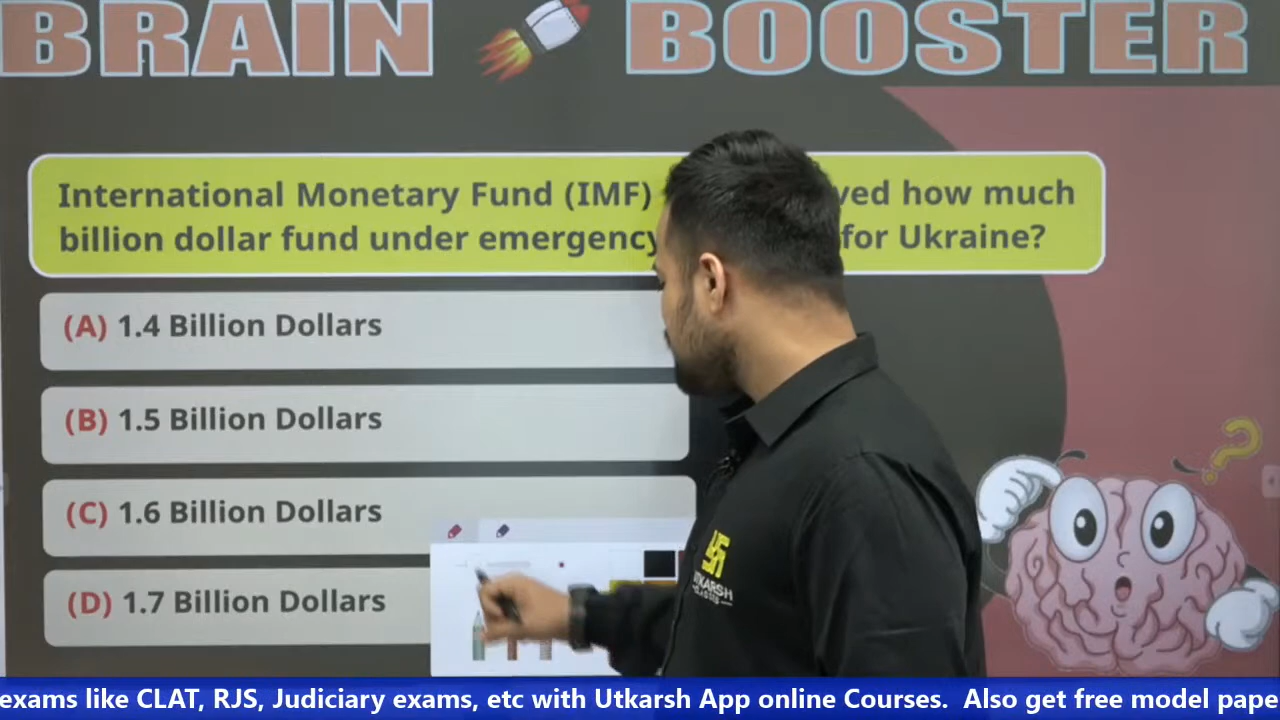 BRAIN BOOSTER
International Monetary Fund (IMF) ved how much
billion dollar fund under emergency for Ukraine?
(A) 1.4 Billion Dollars
(B) 1.5 Billion Dollars
(C) 1.6 Billion Dollars
(D) 1.7 Billion Dollars
UTKARSH
CLASSES
exams like CLAT, RJS, Judiciary exams, etc with Utkarsh App online Courses. Also get free model pape